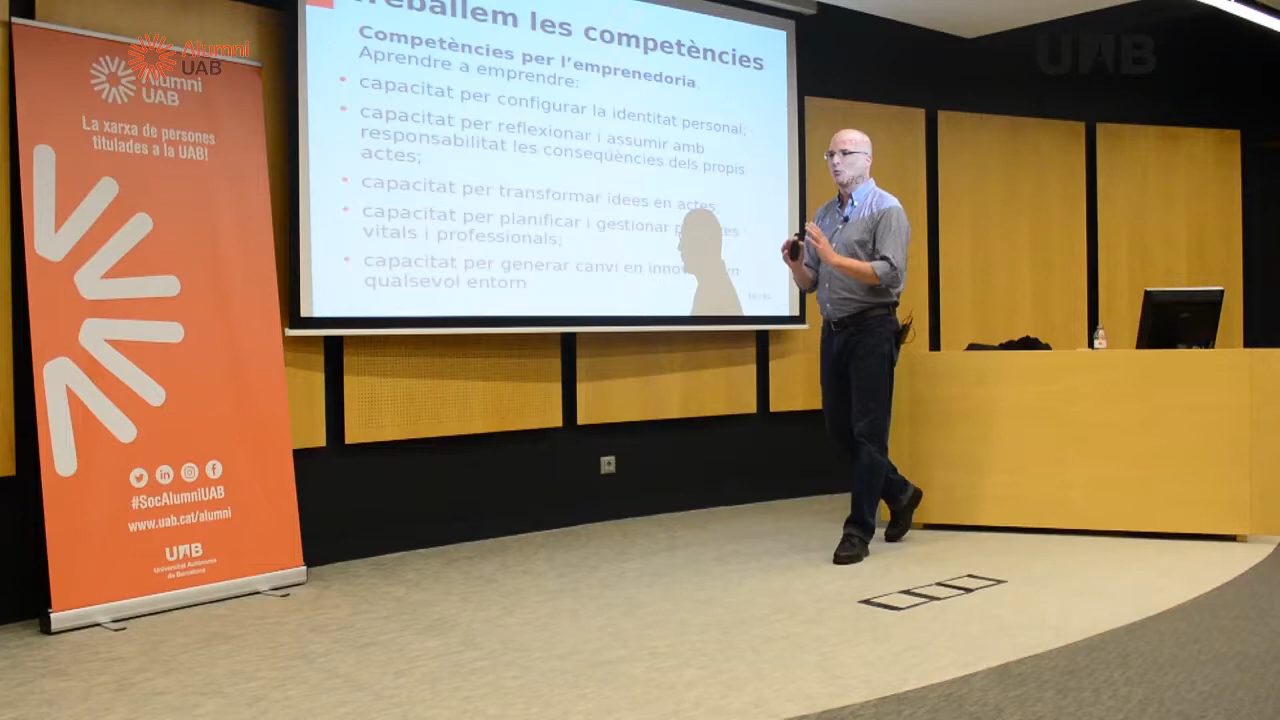 Alumni
UAB
Alumni
UAB
La xarxa de persones
titulades a la UAB!
#SocAlumniUAB
www.uab.cat/alumni
UAB
Universitat Autònoma
de Barcelona
Treballem les competències
Competències per l’emprenedoria.
Aprendre a emprendre:
• capacitat per configurar la identitat personal;
• capacitat per reflexionar i assumir amb
responsabilitat les conseqüències dels propis
actes;
• capacitat per transformar idees en actes,
• capacitat per planificar i gestionar
vitals i professionals;
• capacitat per generar canvi en
qualsevol entorn
UAB